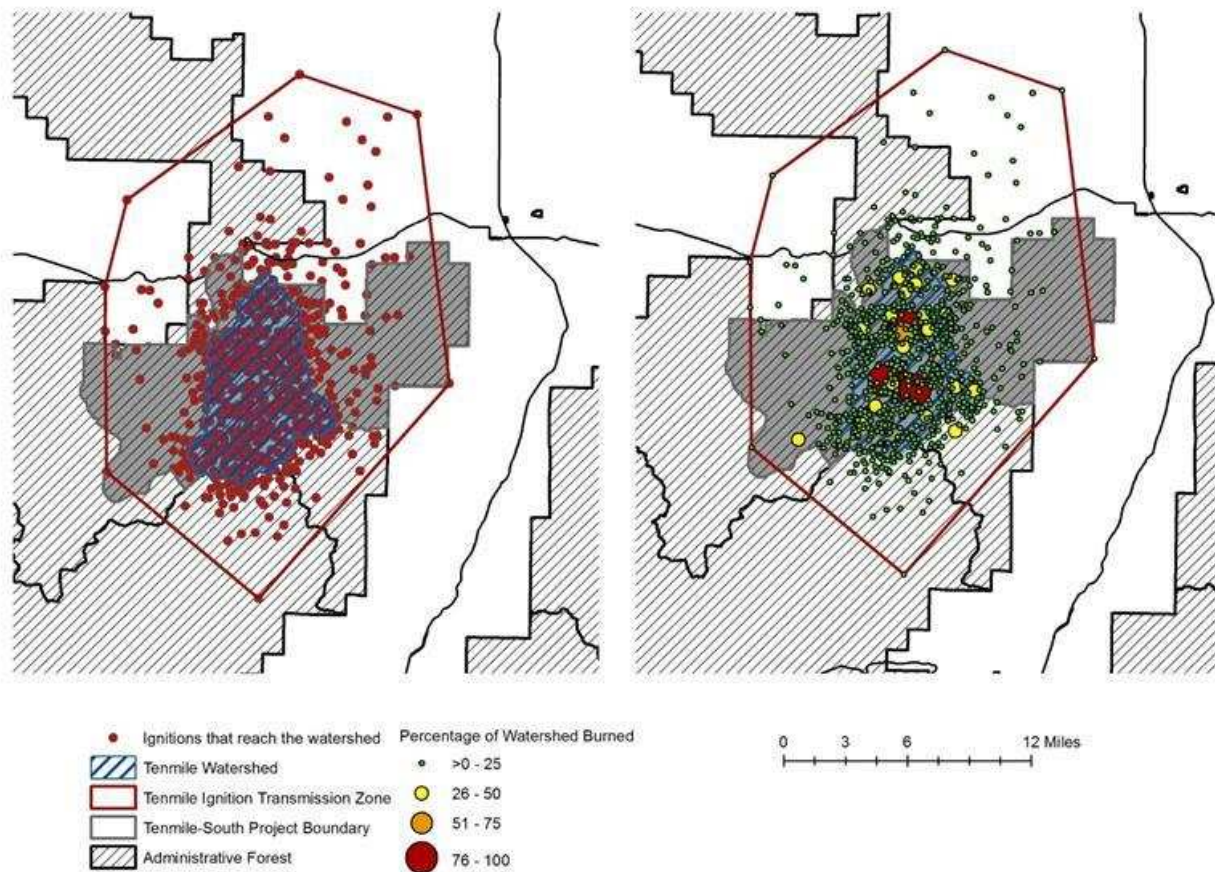 Ignitions that reach the watershed
Tenmile Watershed
Tenmile Ignition Transmission Zone
Tenmile-South Project Boundary
Administrative Forest
Percentage of Watershed Burned
>0 - 25
26 - 50
51 - 75
76 - 100
0 3 6 12 Miles